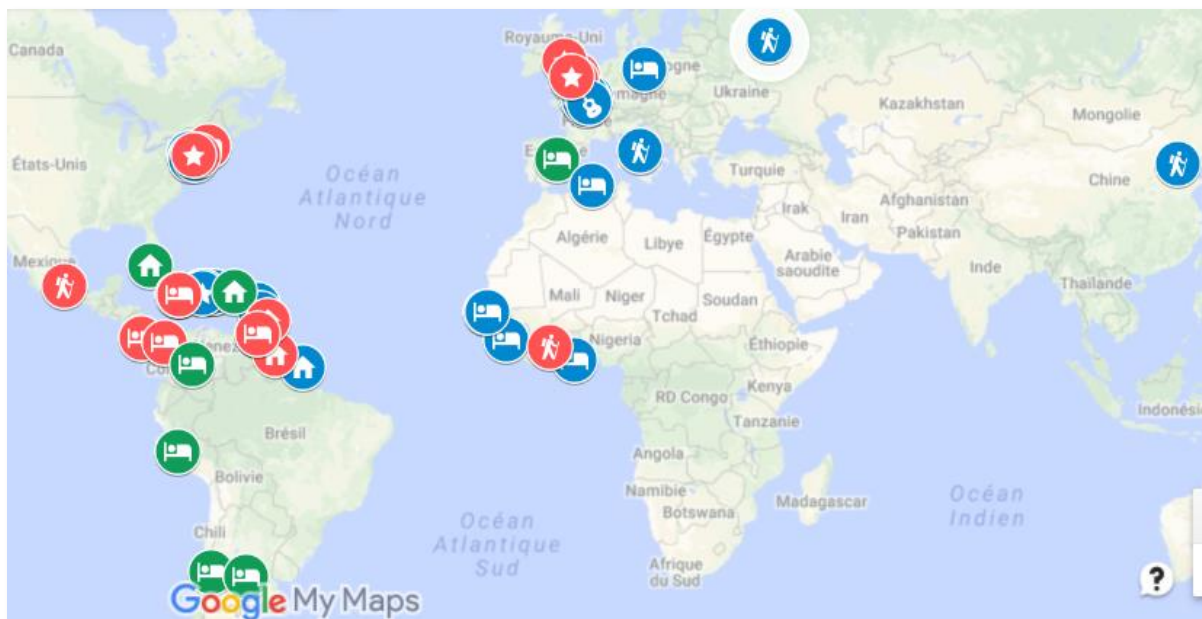 Canada
Royaume-Uni
Ukraine
Kazakhstan
Mongolie
États-Unis
Océan
Atlantique
Nord
Turquie
Chine
Irak
Iran
Afghanistan
Pakistan
Algérie
Libye
Égypte
Arabie
saoudite
Inde
Mexique
Mali
Niger
Tchad
Soudan
Thaïlande
Nigeria
Éthiopie
RD Congo
Kenya
Tanzanie
Brésil
Bolivie
Angola
Namibie
Botswana
Madagascar
Océan
Indien
Chili
Océan
Atlantique
Sud
Afrique
du Sud
Google My Maps
?